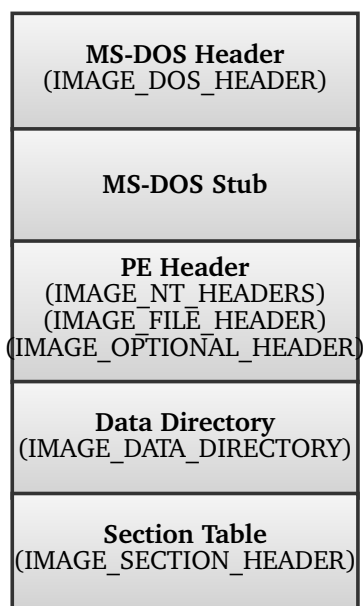 MS-DOS Header
(IMAGE_DOS_HEADER)
MS-DOS Stub
PE Header
(IMAGE_NT_HEADERS)
(IMAGE_FILE_HEADER)
(IMAGE_OPTIONAL_HEADER)
Data Directory
(IMAGE_DATA_DIRECTORY)
Section Table
(IMAGE_SECTION_HEADER)